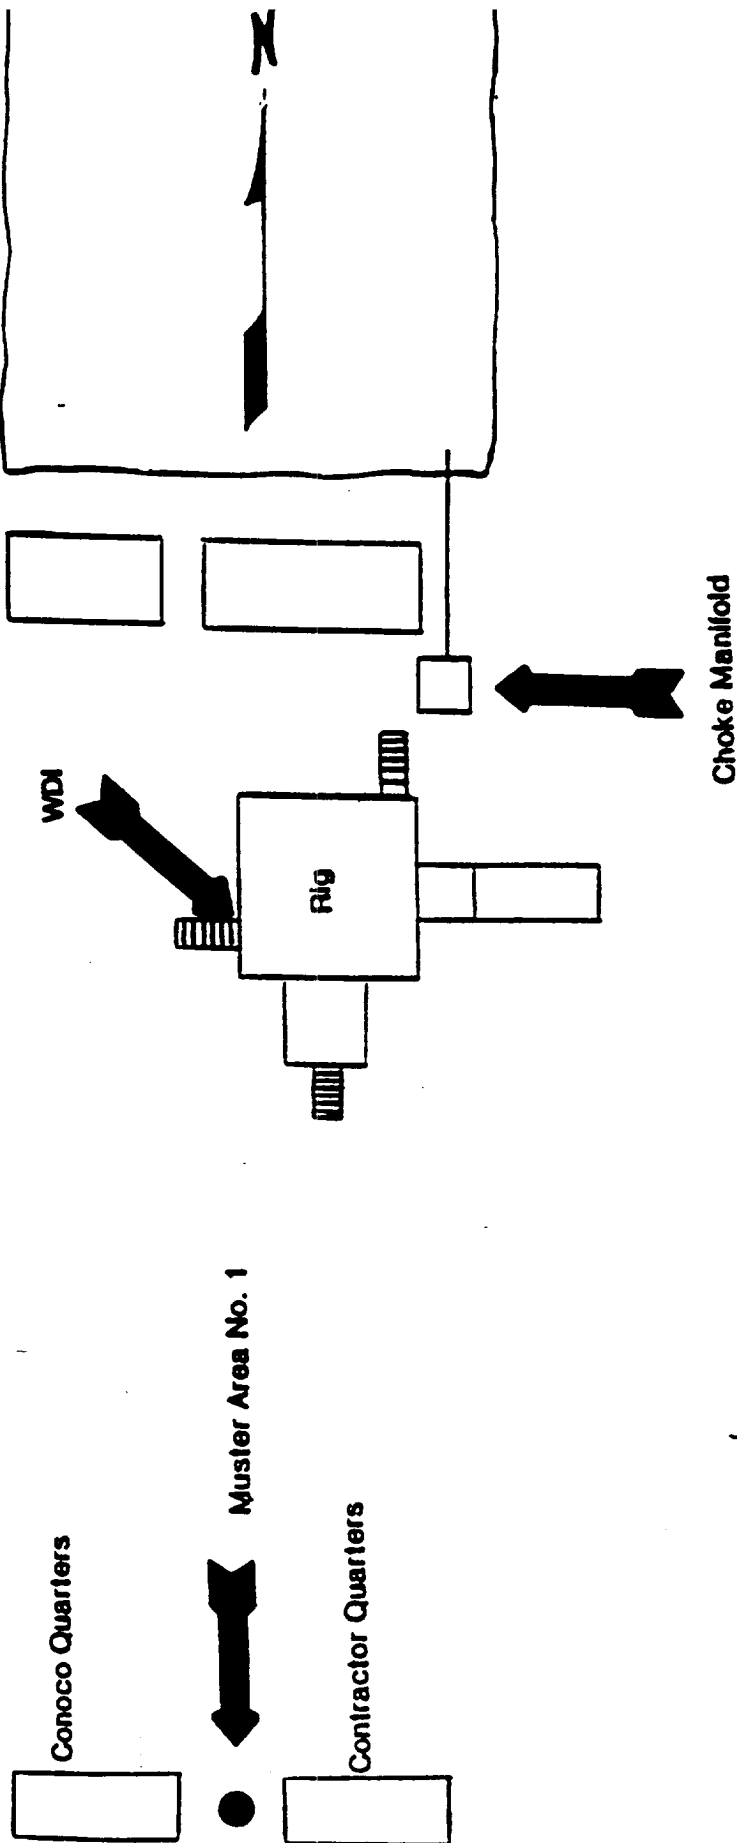 N
WDI
Rig
Choke Manifold
Muster Area No. 1
Conoco Quarters
Contractor Quarters